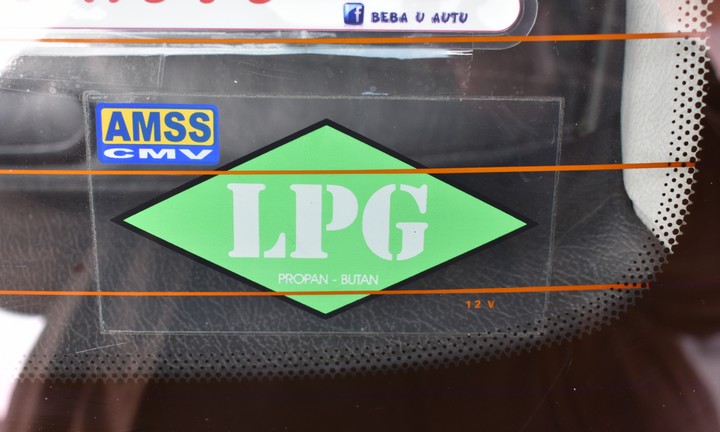 BEBA U AUTU
AMSS
CMV
LPG
PROPAN - BUTAN
12 V